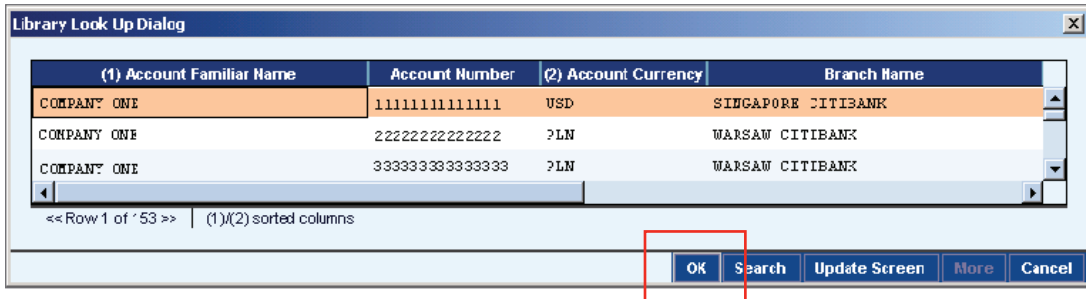 Library Look Up Dialog
(1) Account Familiar Name Account Number (2) Account Currency Branch Name
COMPANY ONE 11111111111111 USD SINGAPORE CITIBANK
COMPANY ONE 22222222222222 PLN WARSAW CITIBANK
COMPANY ONE 333333333333333 PLN WARSAW CITIBANK
<< Row 1 of 153 >> (1)/(2) sorted columns
OK Search Update Screen More Cancel